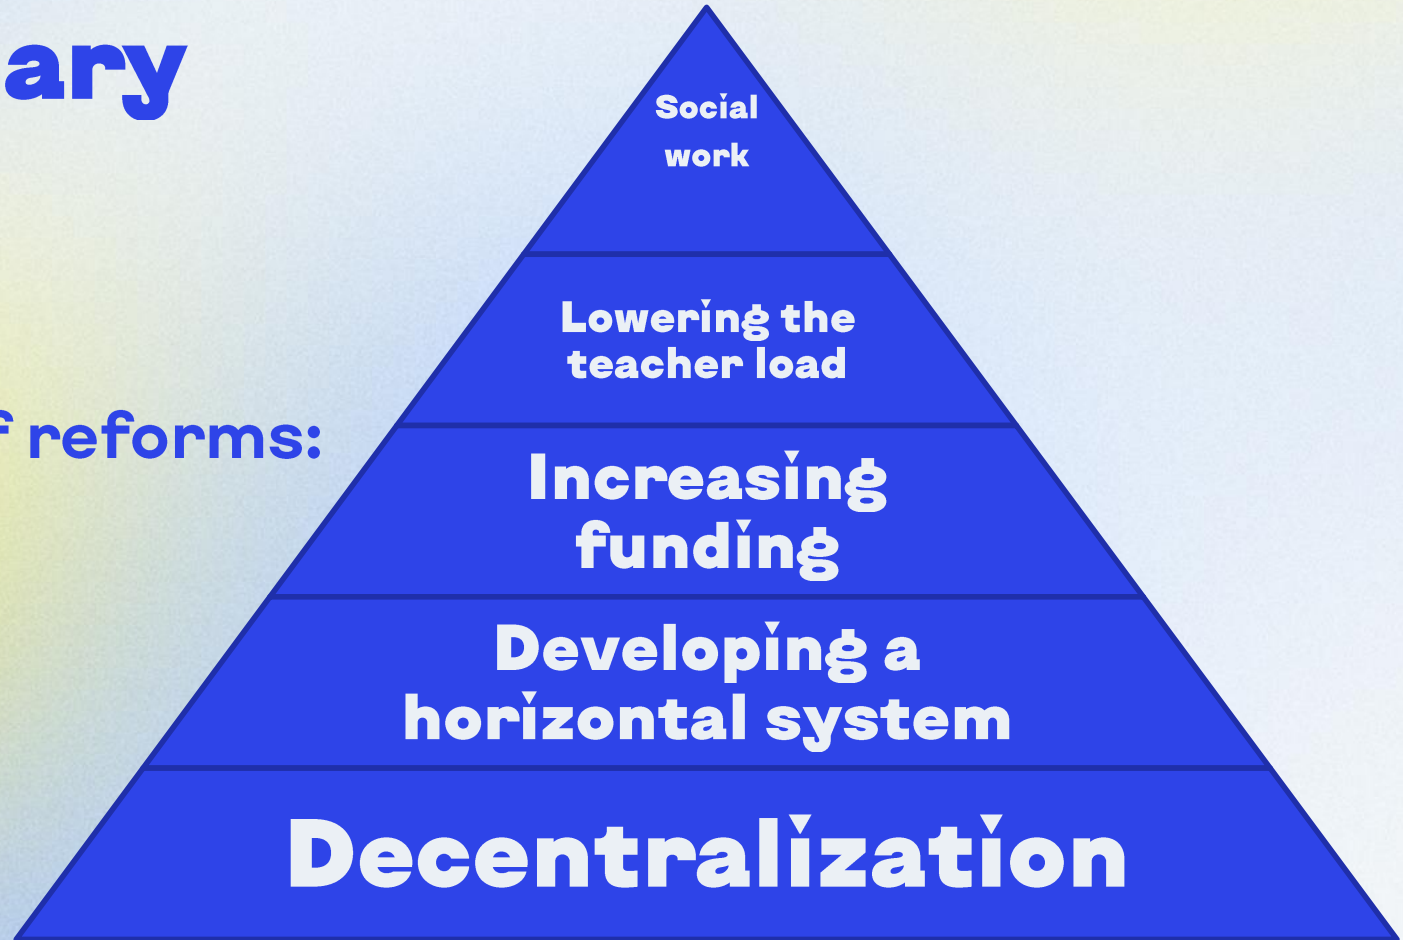 ary
Social
work
Lowering the
teacher load
f reforms:
Increasing
funding
Developing a
horizontal system
Decentralization